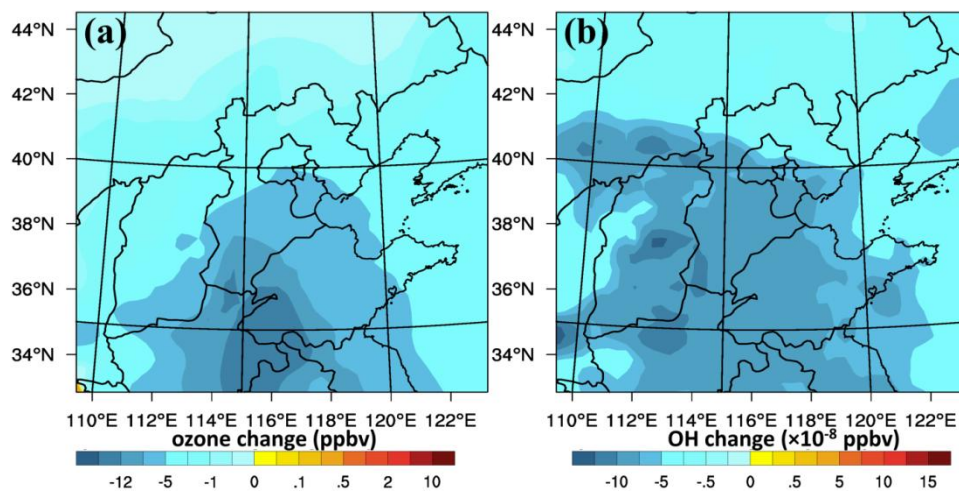 (a) (b)
44°N 44°N
42°N 42°N
40°N 40°N
38°N 38°N
36°N 36°N
34°N 34°N
110°E 112°E 114°E 116°E 118°E 120°E 122°E 110°E 112°E 114°E 116°E 118°E 120°E 122°E
ozone change (ppbv) OH change (×10⁻⁸ ppbv)
-12 -5 -1 0 .1 .5 2 10 -10 -5 -.5 0 .5 5 10 15